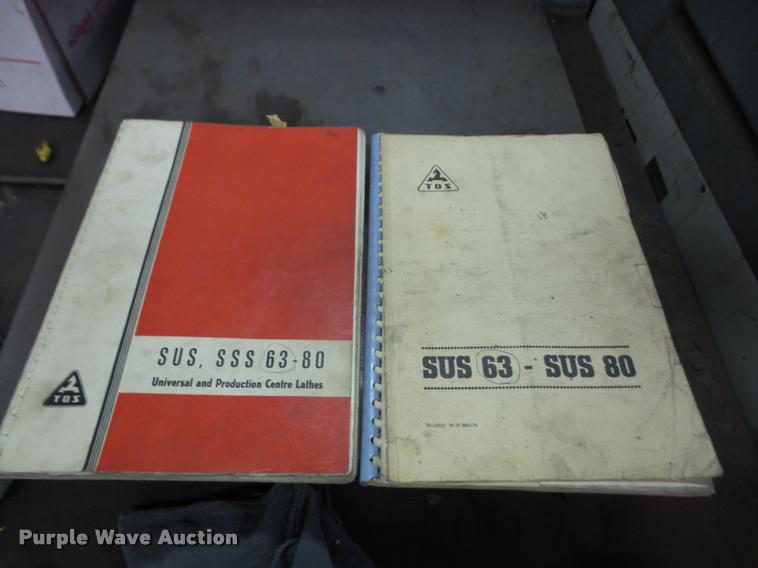 TOS
SUS, SSS 63-80
Universal and Production Centre Lathes
TOS
SUS 63 - SUS 80
Purple Wave Auction